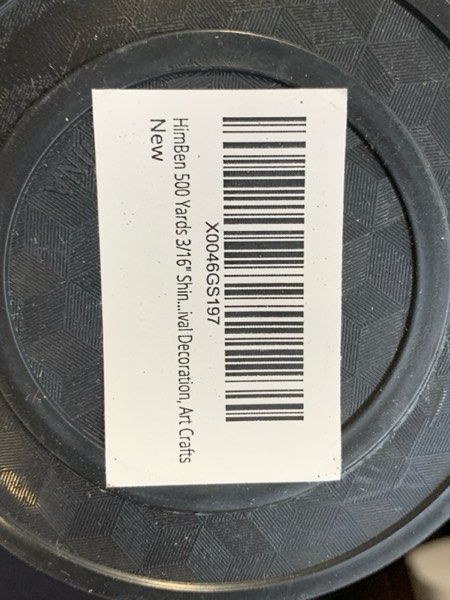 X0046GS197
HimBen 500 Yards 3/16" Shin...ival Decoration, Art Crafts
New